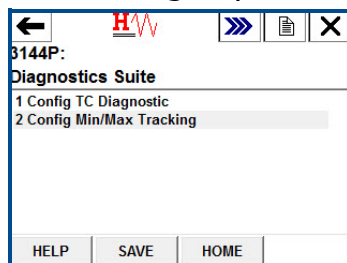 H
3144P:
Diagnostics Suite
1 Config TC Diagnostic
2 Config Min/Max Tracking
HELP SAVE HOME